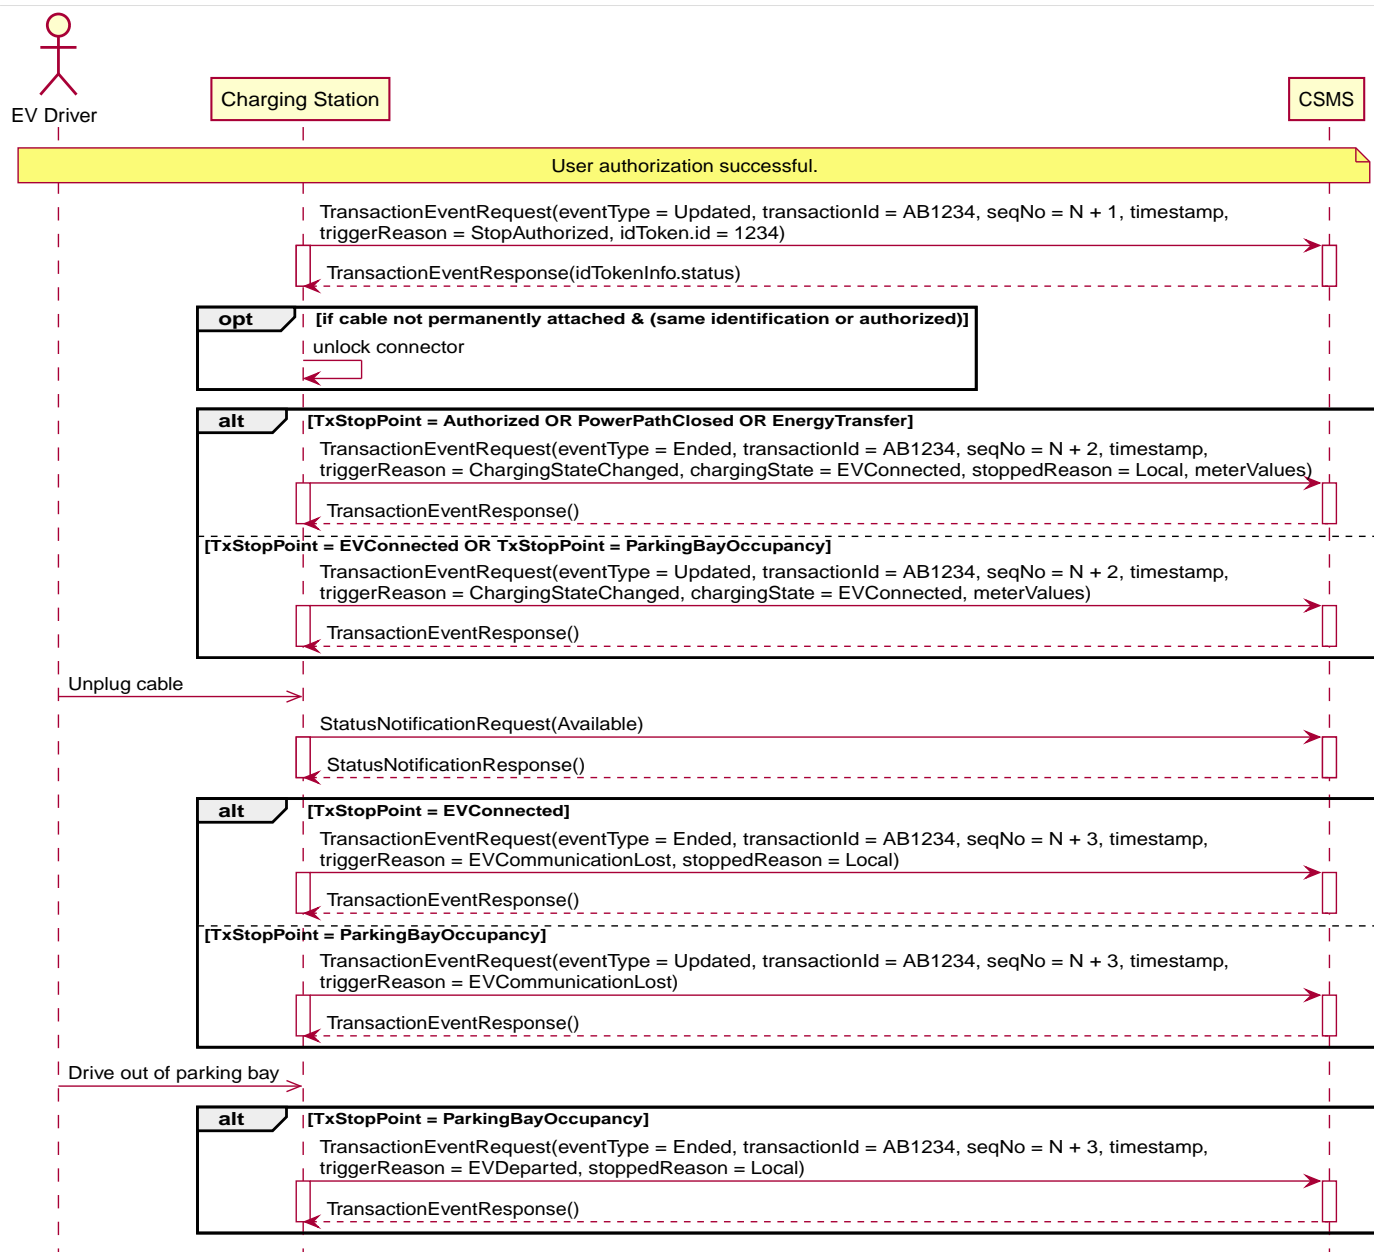 EV Driver
Charging Station
CSMS
User authorization successful.
TransactionEventRequest(eventType = Updated, transactionId = AB1234, seqNo = N + 1, timestamp,
triggerReason = StopAuthorized, idToken.id = 1234)
TransactionEventResponse(idTokenInfo.status)
opt
[if cable not permanently attached & (same identification or authorized)]
unlock connector
alt
[TxStopPoint = Authorized OR PowerPathClosed OR EnergyTransfer]
TransactionEventRequest(eventType = Ended, transactionId = AB1234, seqNo = N + 2, timestamp,
triggerReason = ChargingStateChanged, chargingState = EVConnected, stoppedReason = Local, meterValues)
TransactionEventResponse()
[TxStopPoint = EVConnected OR TxStopPoint = ParkingBayOccupancy]
TransactionEventRequest(eventType = Updated, transactionId = AB1234, seqNo = N + 2, timestamp,
triggerReason = ChargingStateChanged, chargingState = EVConnected, meterValues)
TransactionEventResponse()
Unplug cable
StatusNotificationRequest(Available)
StatusNotificationResponse()
alt
[TxStopPoint = EVConnected]
TransactionEventRequest(eventType = Ended, transactionId = AB1234, seqNo = N + 3, timestamp,
triggerReason = EVCommunicationLost, stoppedReason = Local)
TransactionEventResponse()
[TxStopPoint = ParkingBayOccupancy]
TransactionEventRequest(eventType = Updated, transactionId = AB1234, seqNo = N + 3, timestamp,
triggerReason = EVCommunicationLost)
TransactionEventResponse()
Drive out of parking bay
alt
[TxStopPoint = ParkingBayOccupancy]
TransactionEventRequest(eventType = Ended, transactionId = AB1234, seqNo = N + 3, timestamp,
triggerReason = EVDeparted, stoppedReason = Local)
TransactionEventResponse()